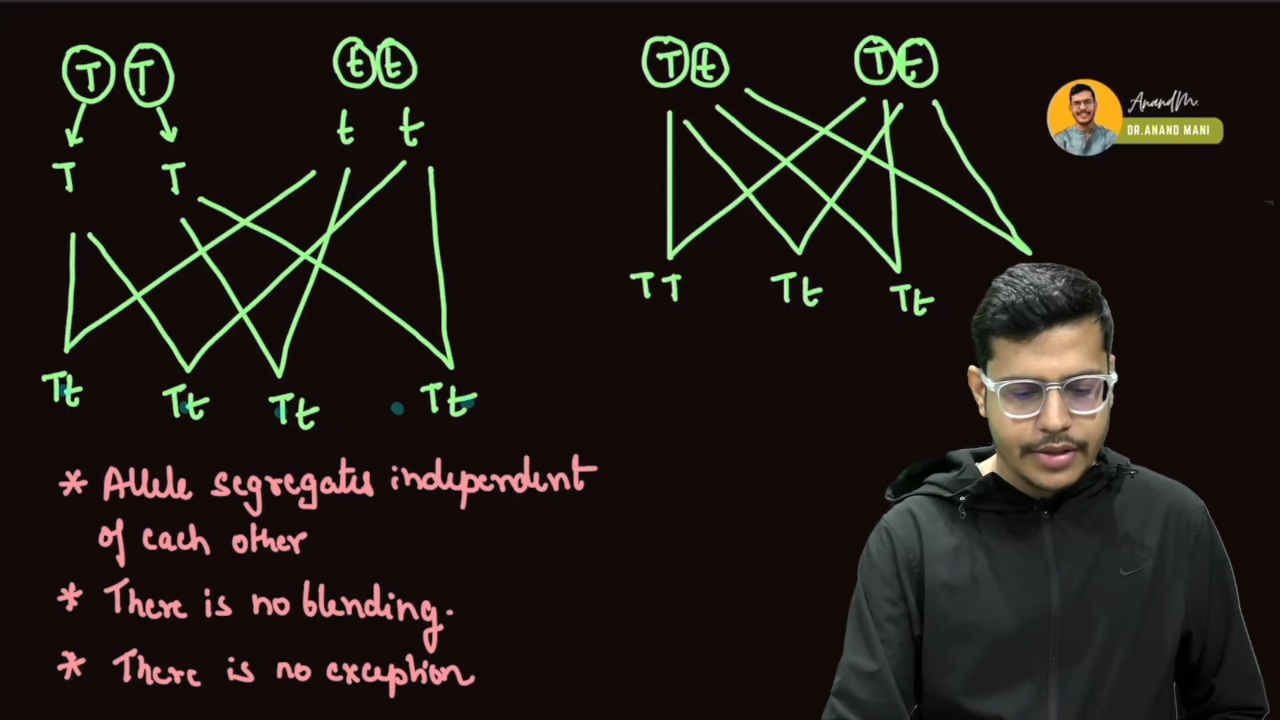 T T t t
t t
T T
Tt Tt Tt Tt
* Allele segregates independent
of each other
* There is no blending.
* There is no exception
T t T t
TT Tt Tt
AnandM.
DR.ANAND MANI